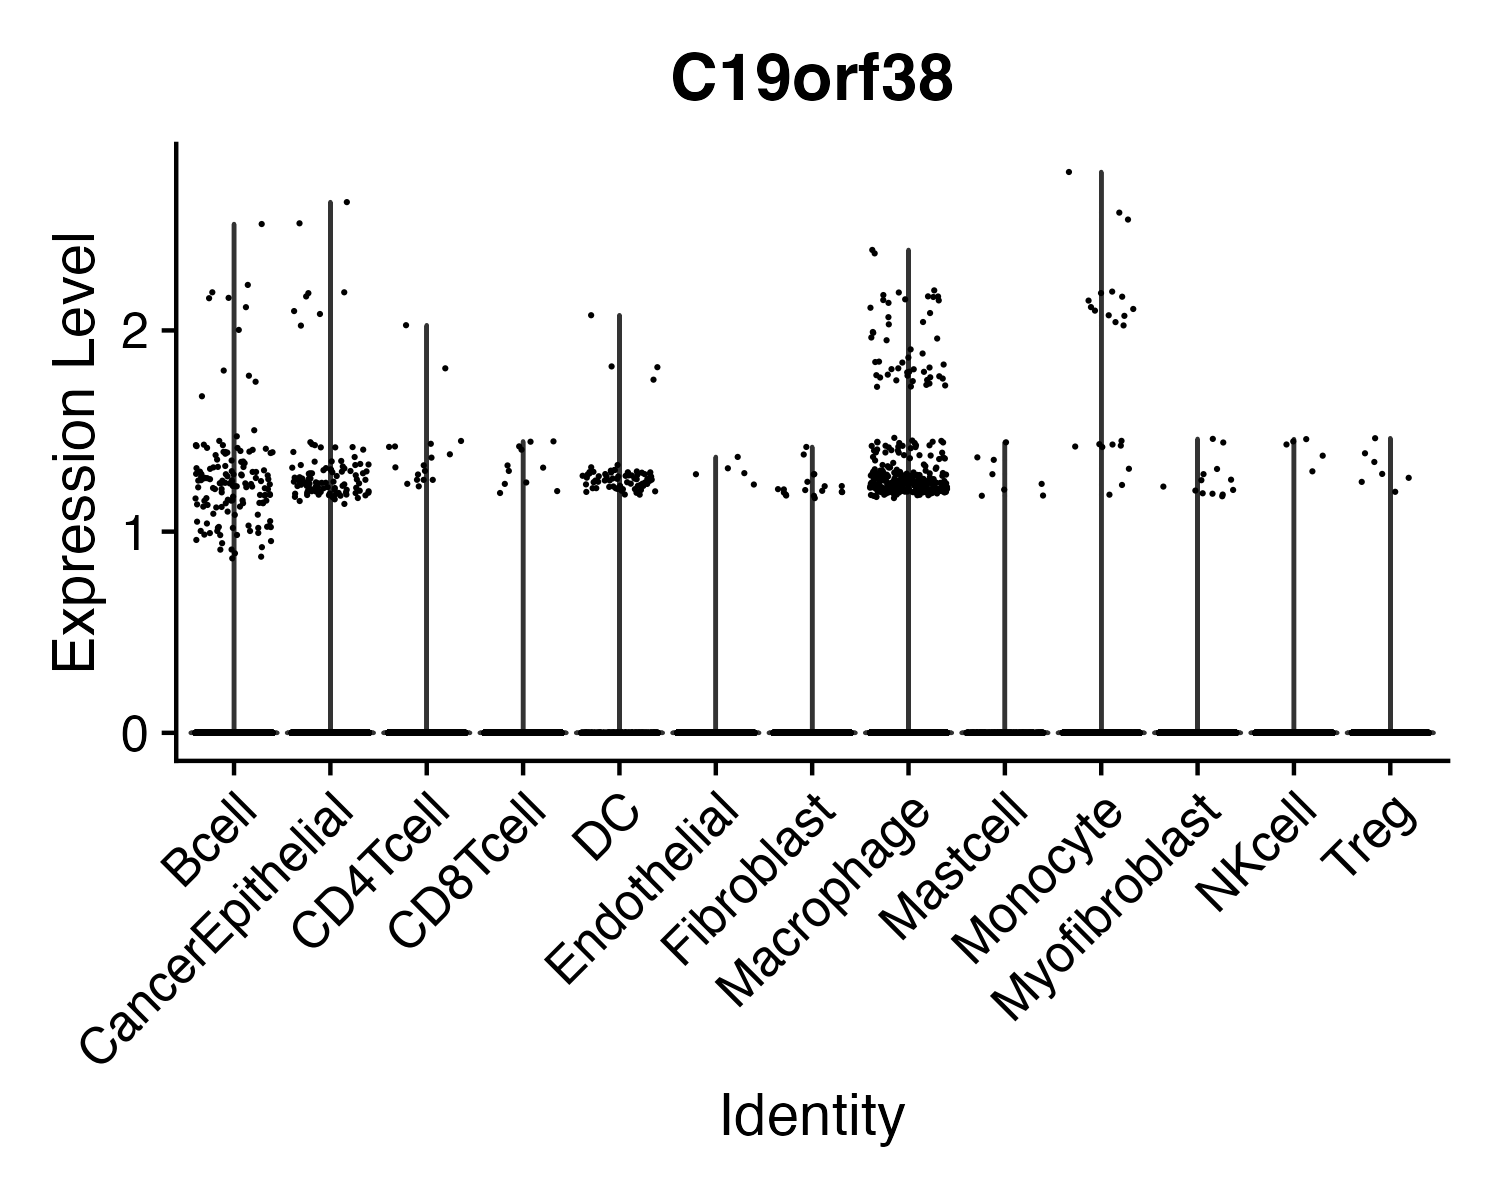 C19orf38
Expression Level
2
1
0
Bcell
CancerEpithelial
CD4Tcell
CD8Tcell
DC
Endothelial
Fibroblast
Macrophage
Mastcell
Monocyte
Myofibroblast
NKcell
Treg
Identity